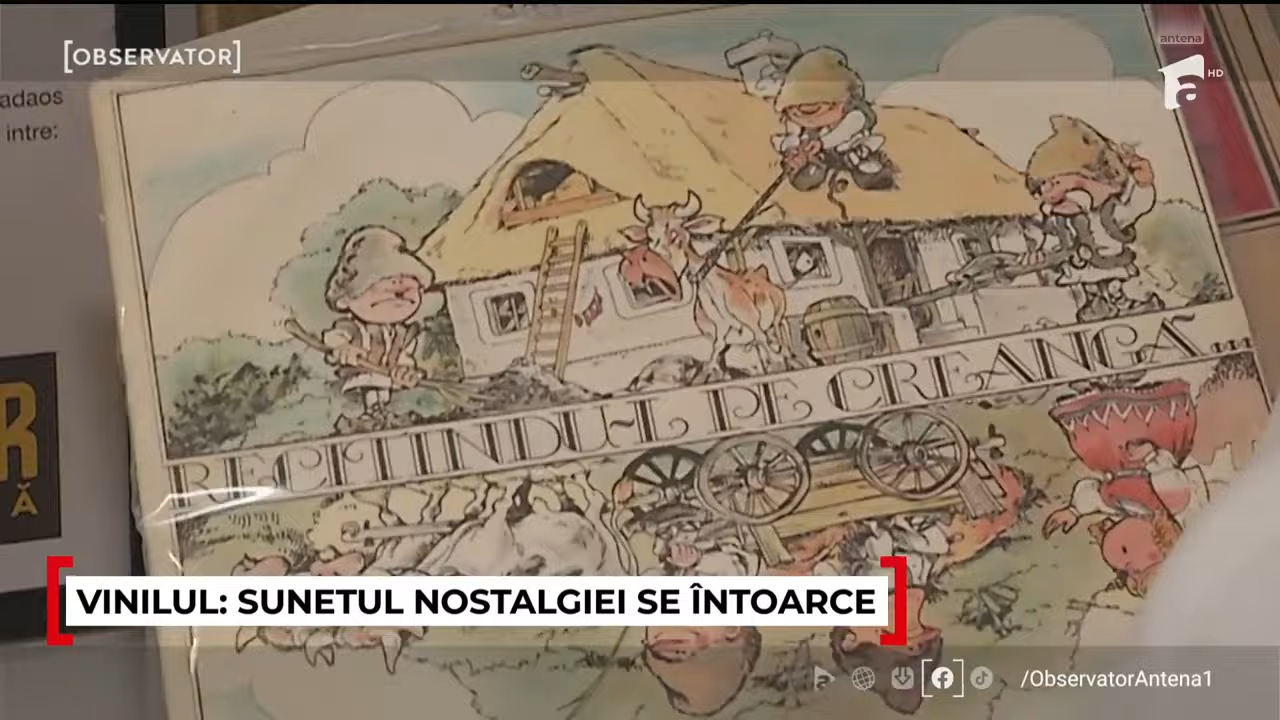 [OBSERVATOR]
antena
HD
adaos
intre:
RECITINDU-L PE CREANGĂ...
R
Ă
VINILUL: SUNETUL NOSTALGIEI SE ÎNTOARCE
/ObservatorAntena1